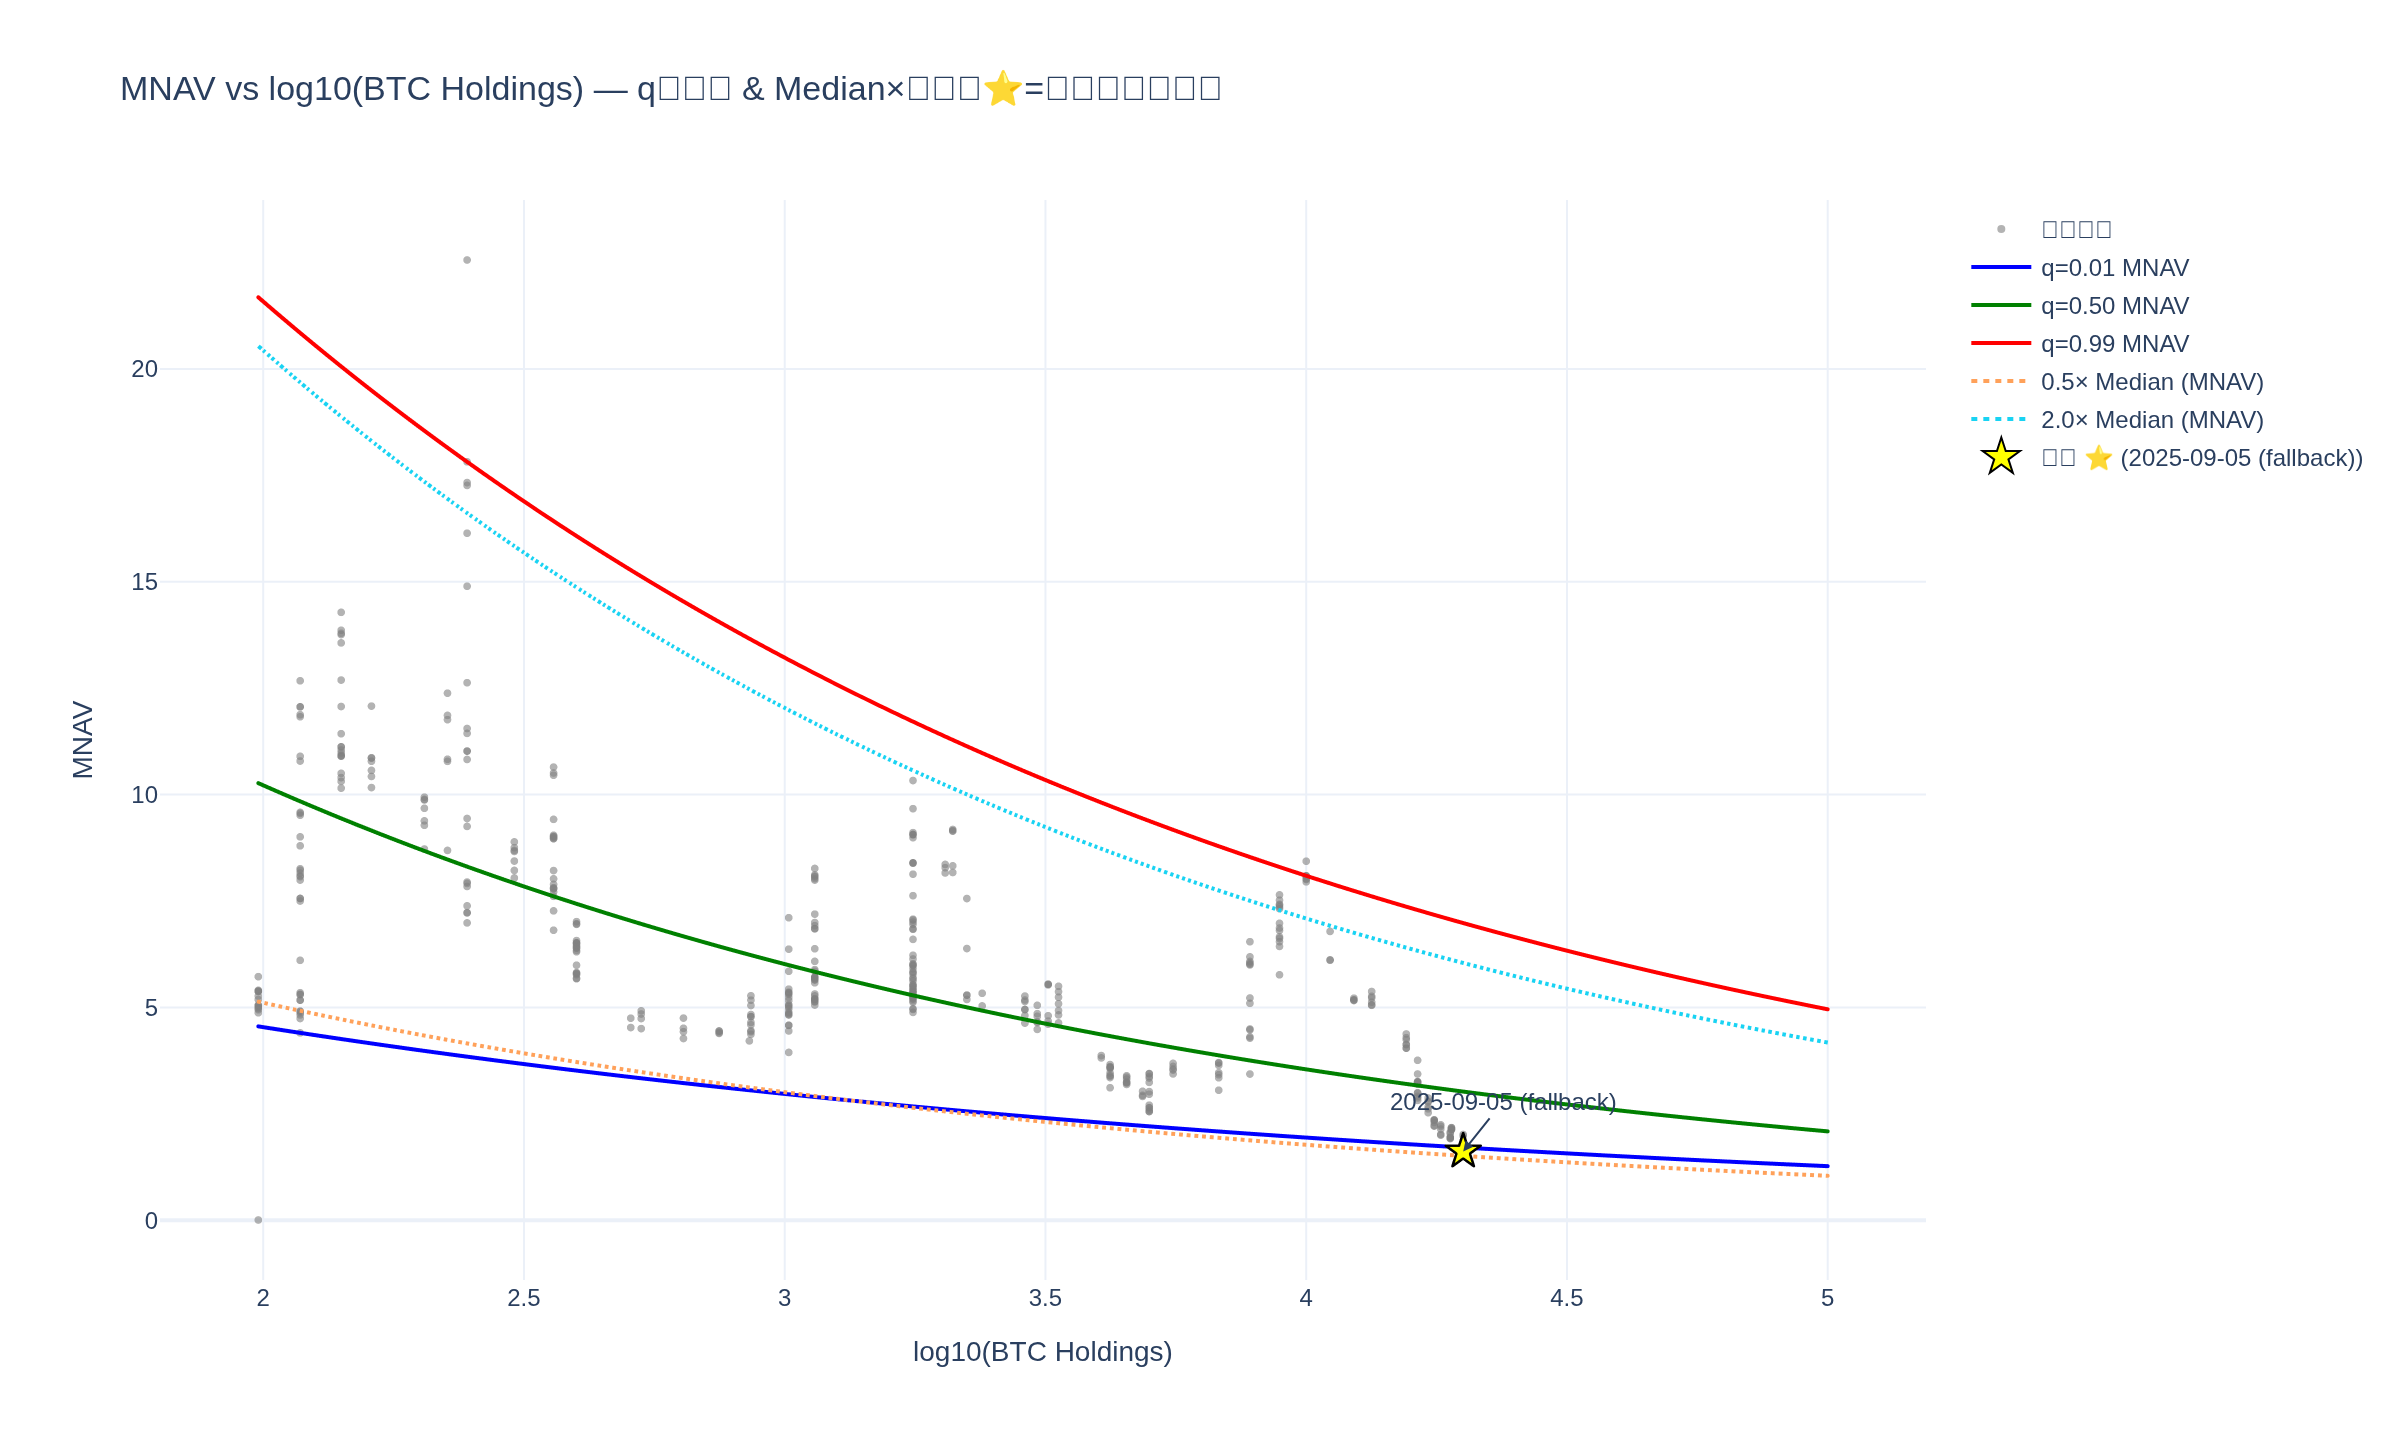 MNAV vs log10(BTC Holdings) — q□□□ & Median×□□□⭐=□□□□□□□□
□□□□
q=0.01 MNAV
q=0.50 MNAV
q=0.99 MNAV
0.5× Median (MNAV)
2.0× Median (MNAV)
□□ ⭐ (2025-09-05 (fallback))
MNAV
20
15
10
5
0
2025-09-05 (fallback)
2
2.5
3
3.5
4
4.5
5
log10(BTC Holdings)